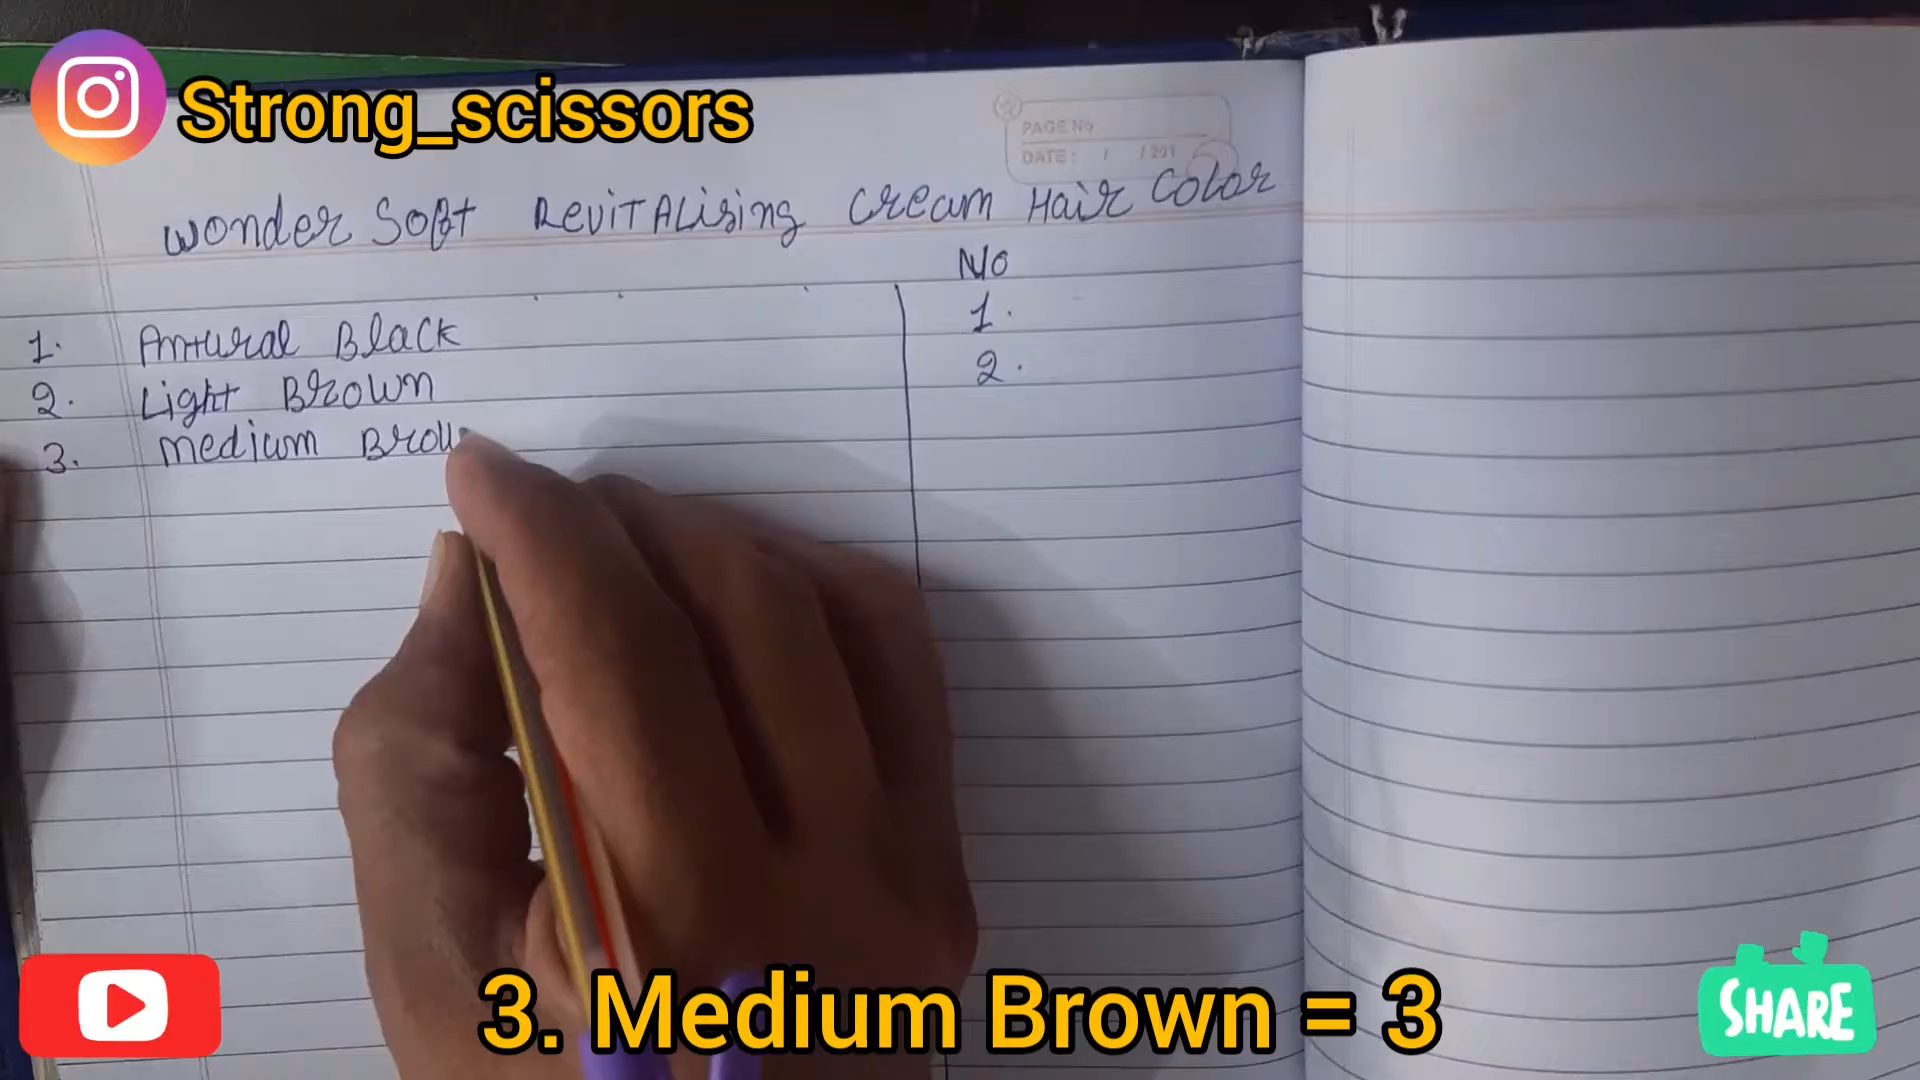 Strong_scissors
PAGE No
DATE: / /201
Wonder Soft Revitalising Cream Hair Color
No
1. Antural Black 1.
2. Light Brown 2.
3. Medium Brow
3. Medium Brown = 3
SHARE